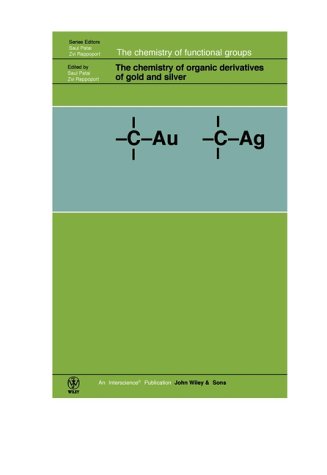 Series Editors
Saul Patai
Zvi Rappoport
The chemistry of functional groups
Edited by
Saul Patai
Zvi Rappoport
The chemistry of organic derivatives
of gold and silver
–C–Au –C–Ag
WILEY
An Interscience® Publication John Wiley & Sons